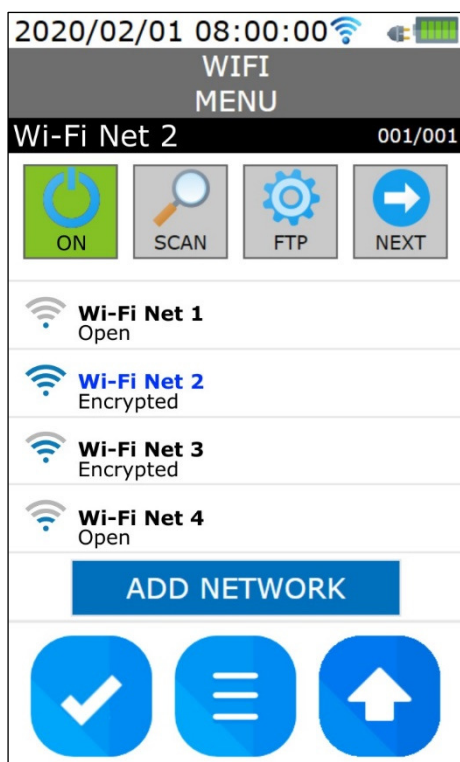 2020/02/01 08:00:00
WIFI
MENU
Wi-Fi Net 2 001/001
ON SCAN FTP NEXT
Wi-Fi Net 1
Open
Wi-Fi Net 2
Encrypted
Wi-Fi Net 3
Encrypted
Wi-Fi Net 4
Open
ADD NETWORK